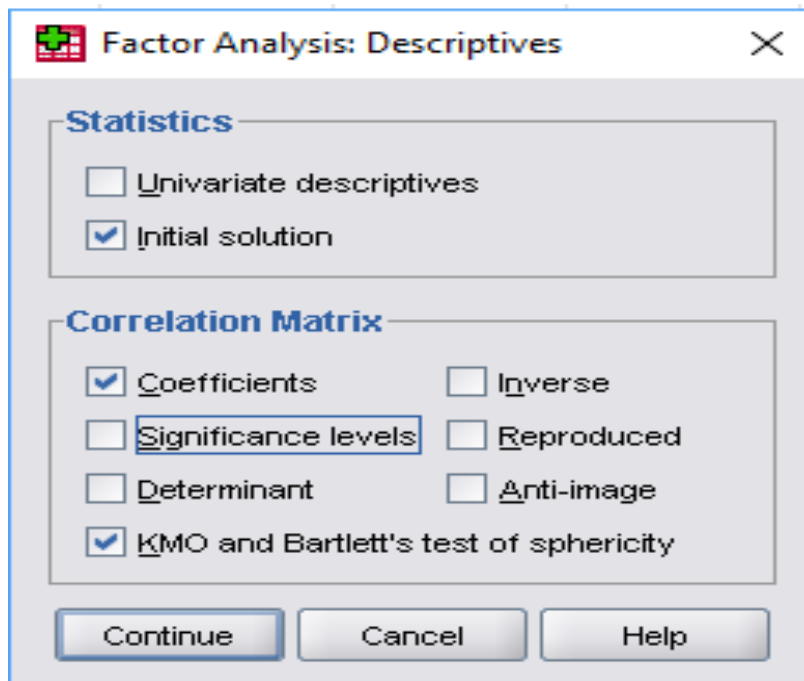 Factor Analysis: Descriptives
Statistics
Univariate descriptives
Initial solution
Correlation Matrix
Coefficients
Inverse
Significance levels
Reproduced
Determinant
Anti-image
KMO and Bartlett's test of sphericity
Continue
Cancel
Help